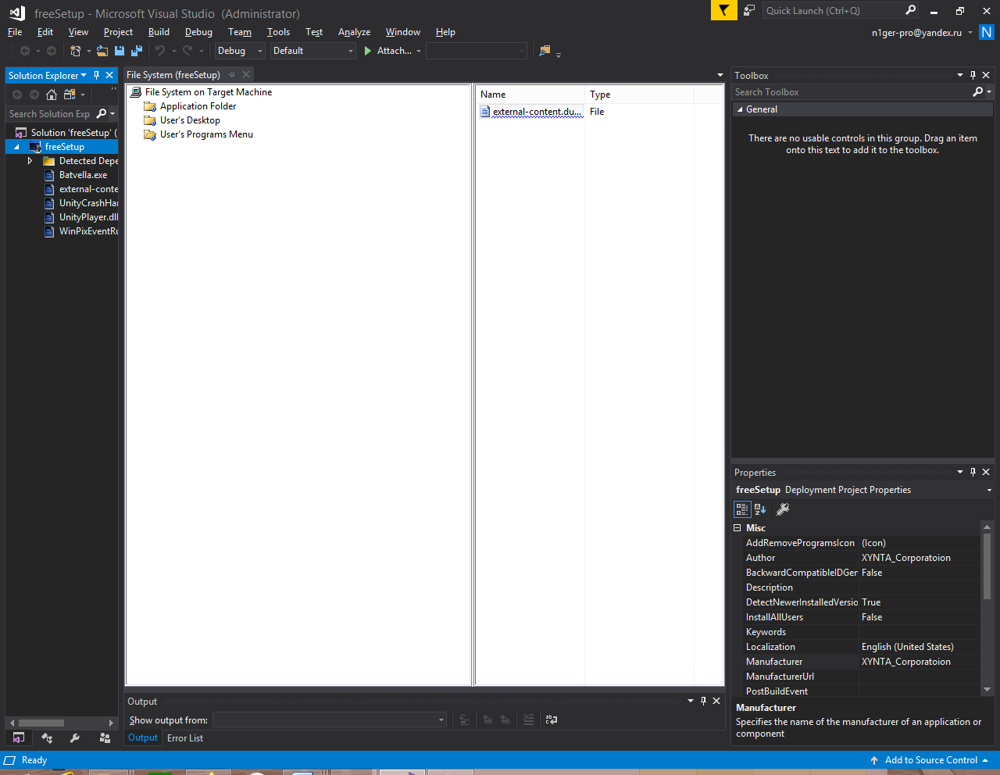 freeSetup - Microsoft Visual Studio (Administrator)
Quick Launch (Ctrl+Q)
File Edit View Project Build Debug Team Tools Test Analyze Window Help
n1ger-pro@yandex.ru
N
Debug Default Attach...
Solution Explorer
Search Solution Exp
Solution 'freeSetup' (
freeSetup
Detected Depe
Batvella.exe
external-conte
UnityCrashHan
UnityPlayer.dll
WinPixEventRu
File System (freeSetup)
File System on Target Machine
Application Folder
User's Desktop
User's Programs Menu
Name Type
external-content.du... File
Toolbox
Search Toolbox
General
There are no usable controls in this group. Drag an item
onto this text to add it to the toolbox.
Properties
freeSetup Deployment Project Properties
Misc
AddRemoveProgramsIcon (Icon)
Author XYNTA_Corporatoion
BackwardCompatibleIDGen False
Description
DetectNewerInstalledVersio True
InstallAllUsers False
Keywords
Localization English (United States)
Manufacturer XYNTA_Corporatoion
ManufacturerUrl
PostBuildEvent
Manufacturer
Specifies the name of the manufacturer of an application or
component
Output
Show output from:
Output Error List
Ready
Add to Source Control